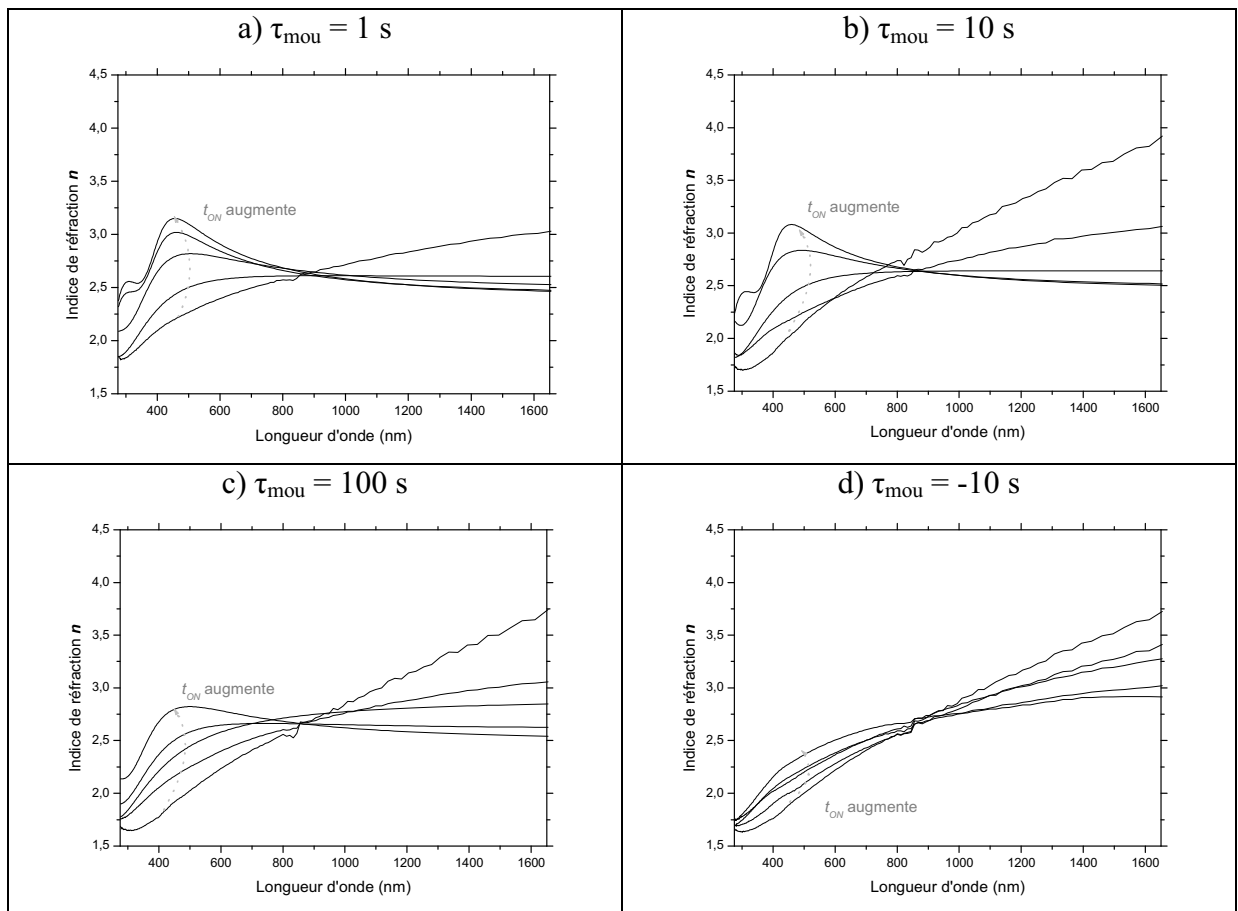 a) τmou = 1 s
4,5
4,0
3,5
3,0
2,5
2,0
1,5
Indice de réfraction n
tON augmente
400 600 800 1000 1200 1400 1600
Longueur d'onde (nm)
b) τmou = 10 s
4,5
4,0
3,5
3,0
2,5
2,0
1,5
Indice de réfraction n
tON augmente
400 600 800 1000 1200 1400 1600
Longueur d'onde (nm)
c) τmou = 100 s
4,5
4,0
3,5
3,0
2,5
2,0
1,5
Indice de réfraction n
tON augmente
400 600 800 1000 1200 1400 1600
Longueur d'onde (nm)
d) τmou = -10 s
4,5
4,0
3,5
3,0
2,5
2,0
1,5
Indice de réfraction n
tON augmente
400 600 800 1000 1200 1400 1600
Longueur d'onde (nm)